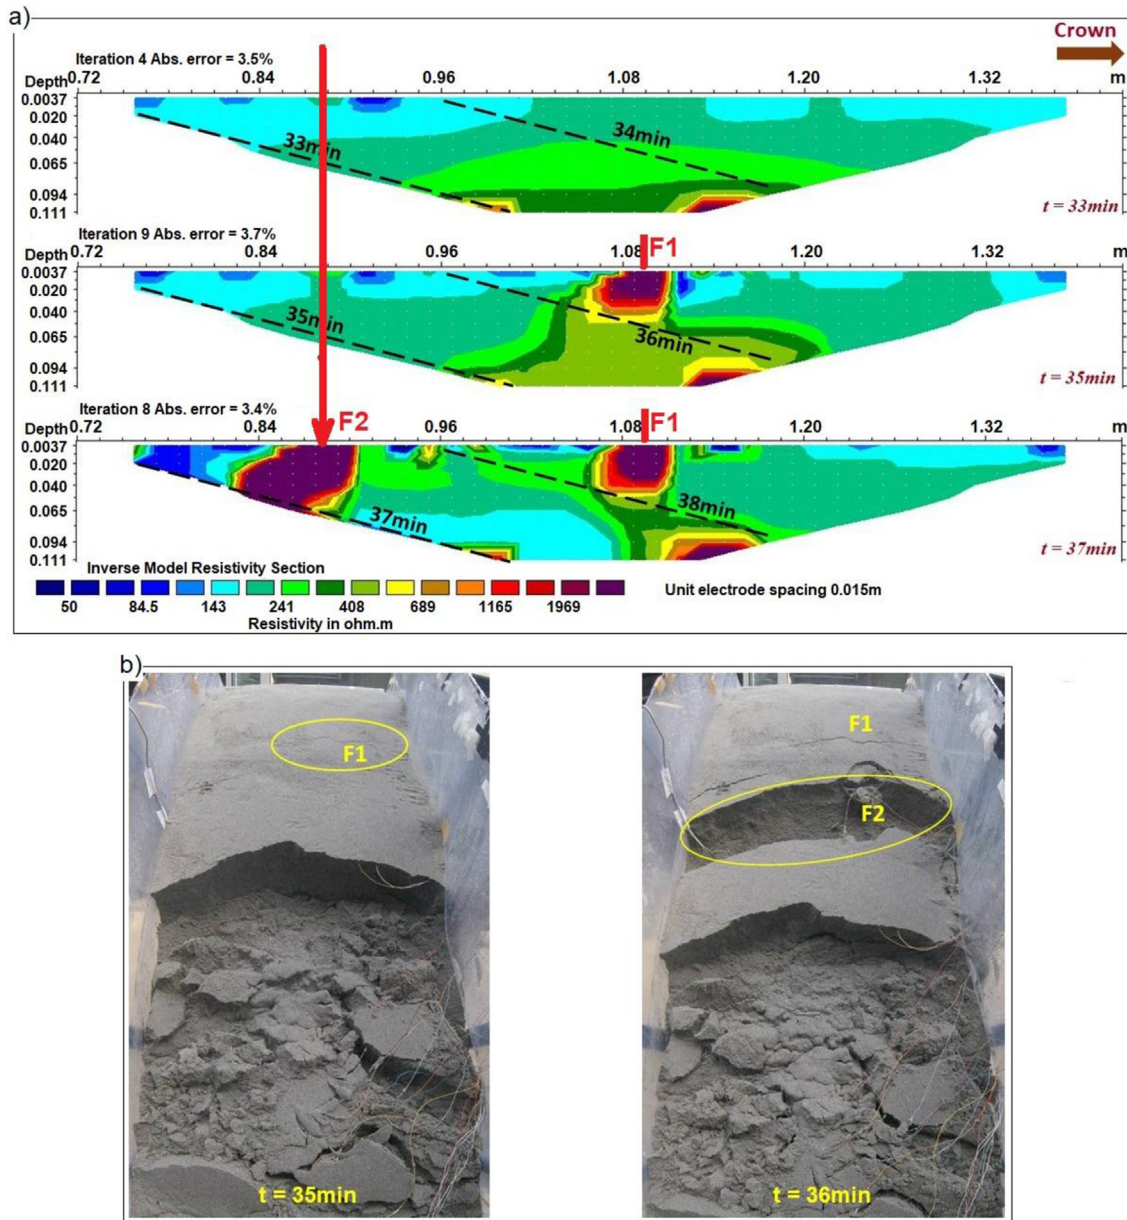 a)
Crown
Iteration 4 Abs. error = 3.5%
Depth 0.72 0.84 0.96 1.08 1.20 1.32 m
0.0037
0.020
0.040
0.065
0.094
0.111
33min
34min
t = 33min
Iteration 9 Abs. error = 3.7%
F1
Depth 0.72 0.84 0.96 1.08 1.20 1.32 m
0.0037
0.020
0.040
0.065
0.094
0.111
35min
36min
t = 35min
Iteration 8 Abs. error = 3.4%
F2
F1
Depth 0.72 0.84 0.96 1.08 1.20 1.32 m
0.0037
0.020
0.040
0.065
0.094
0.111
37min
38min
t = 37min
Inverse Model Resistivity Section
50 84.5 143 241 408 689 1165 1969
Resistivity in ohm.m
Unit electrode spacing 0.015m
b)
F1
t = 35min
F1
F2
t = 36min